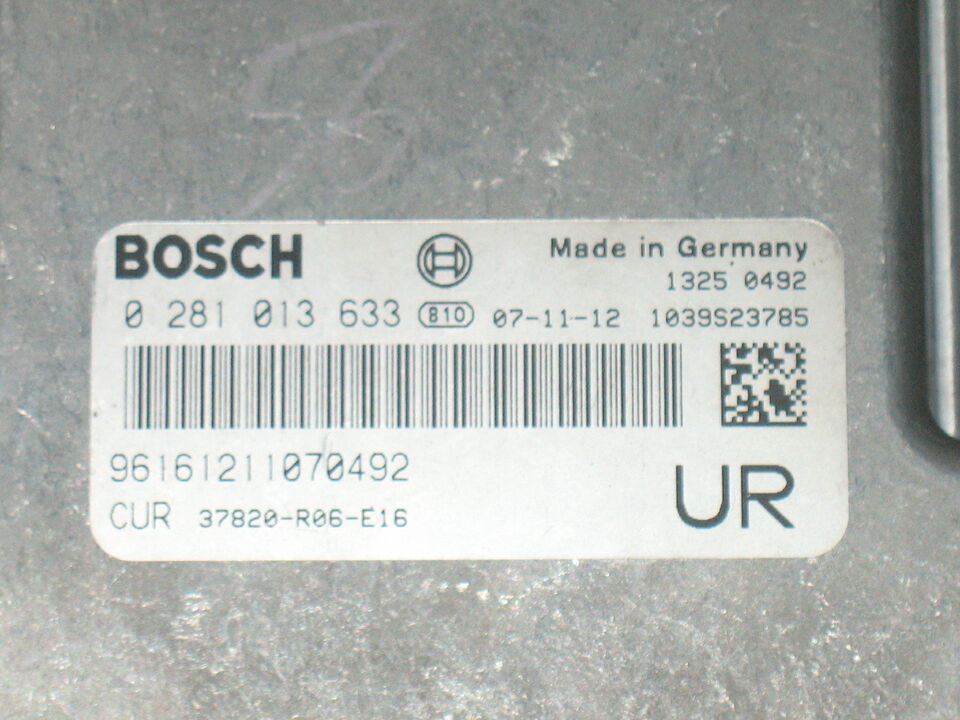 BOSCH Made in Germany
1325 0492
0 281 013 633 810 07-11-12 1039S23785
96161211070492
CUR 37820-R06-E16 UR